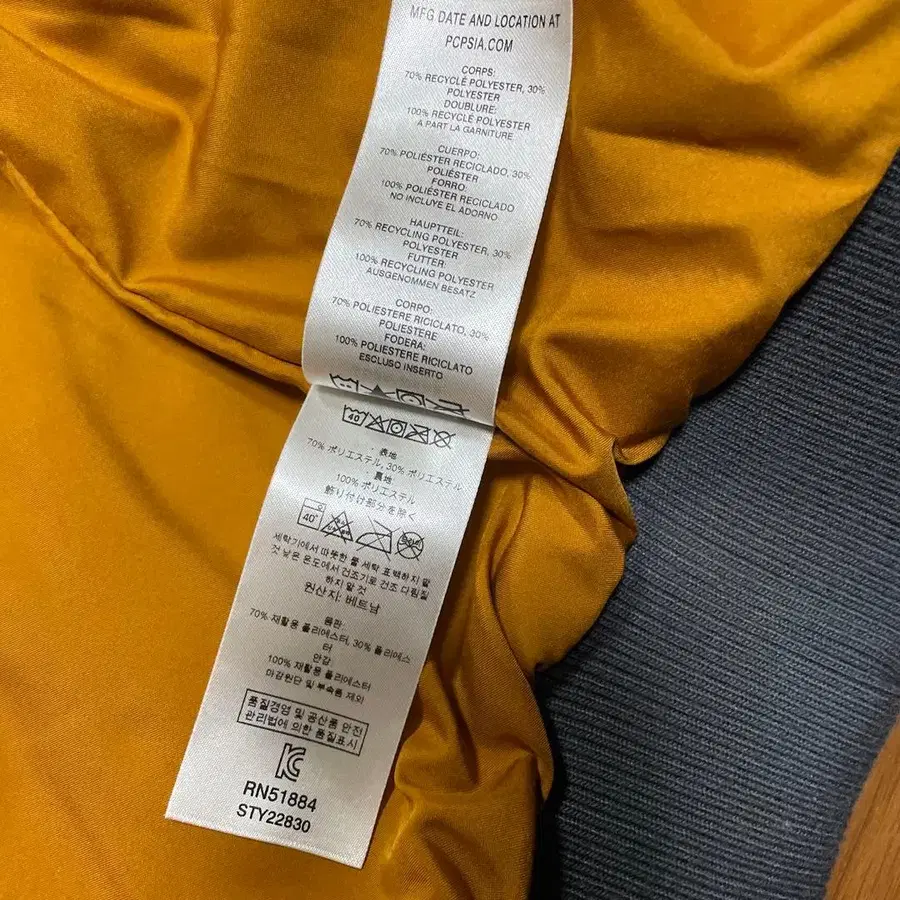 MFG DATE AND LOCATION AT
PCPSIA.COM
CORPS:
70% RECYCLÉ POLYESTER, 30%
POLYESTER
DOUBLURE:
100% RECYCLÉ POLYESTER
A PART LA GARNITURE
CUERPO:
70% POLIÉSTER RECICLADO, 30%
POLIÉSTER
FORRO:
100% POLIÉSTER RECICLADO
NO INCLUYE EL ADORNO
HAUPTTEIL:
70% RECYCLING POLYESTER, 30%
POLYESTER
FUTTER:
100% RECYCLING POLYESTER
AUSGENOMMEN BESATZ
CORPO:
70% POLIESTERE RICICLATO, 30%
POLIESTERE
FODERA:
100% POLIESTERE RICICLATO
ESCLUSO INSERTO
40
・表地
70% ポリエステル, 30% ポリエステル
・裏地
100% ポリエステル
飾り付け部分を除く
40°
세탁기에서 따뜻한 물 세탁 표백하지 말
것 낮은 온도에서 건조기로 건조 다림질
하지 말 것
원산지: 베트남
70% 재활용 폴리에스터, 30% 폴리에스
터
안감
100% 재활용 폴리에스터
마감원단 및 부속품 제외
품질경영 및 공산품 안전
관리법에 의한 품질표시
RN51884
STY22830